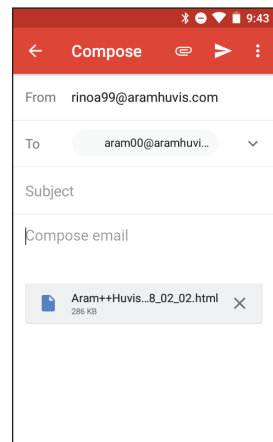 9:43
Compose
From rinoa99@aramhuvis.com
To aram00@aramhuvi...
Subject
Compose email
Aram++Huvis...8_02_02.html
286 KB